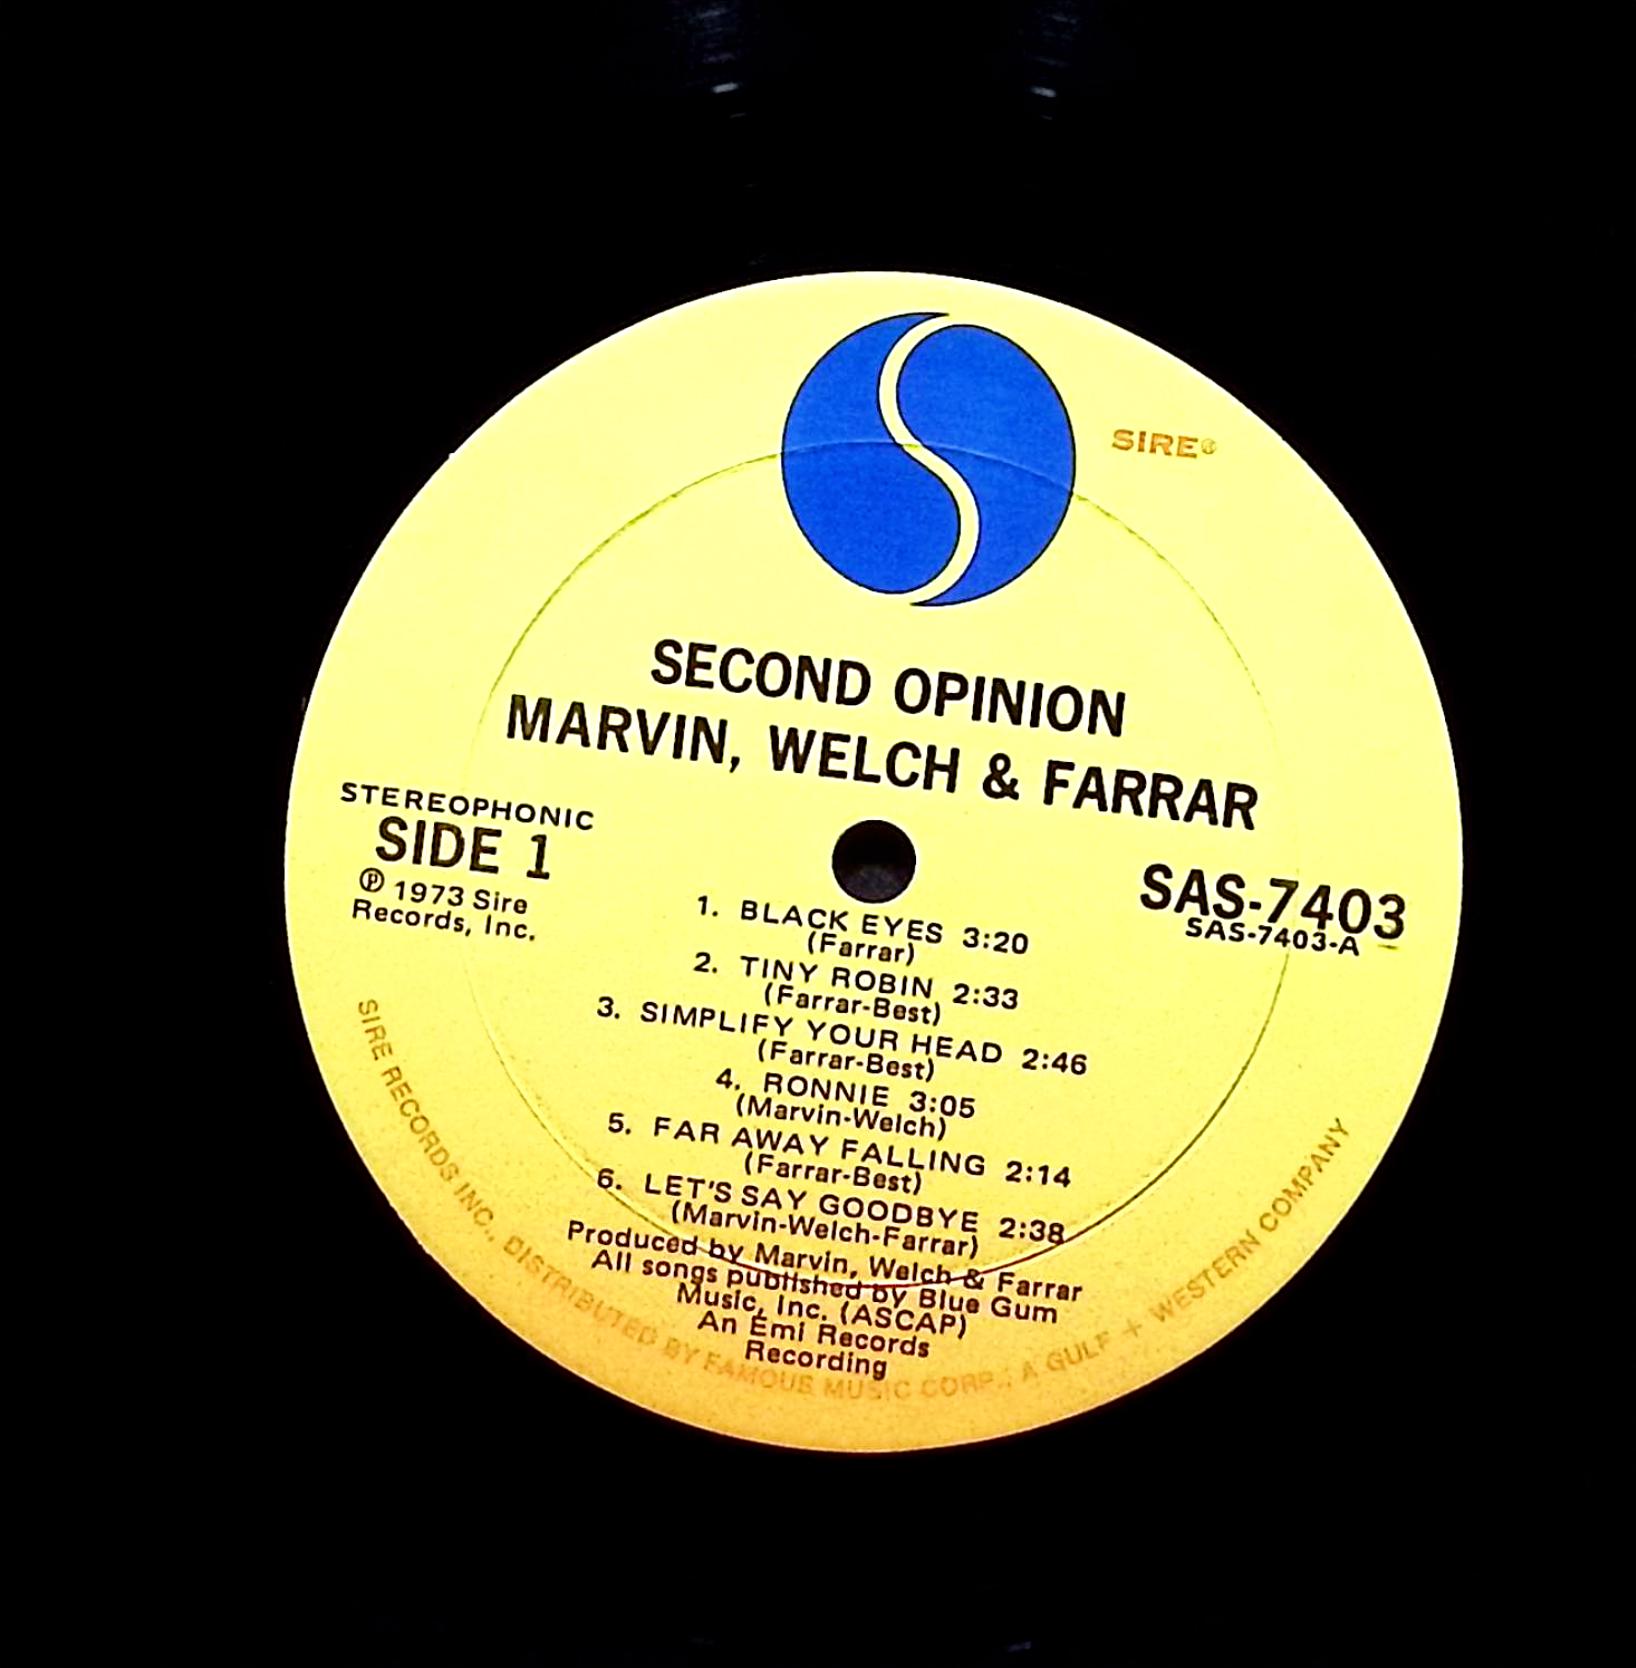 SIRE®
SECOND OPINION
MARVIN, WELCH & FARRAR
STEREOPHONIC
SIDE 1
℗ 1973 Sire
Records, Inc.
SAS-7403
SAS-7403-A
1. BLACK EYES 3:20
(Farrar)
2. TINY ROBIN 2:33
(Farrar-Best)
3. SIMPLIFY YOUR HEAD 2:46
(Farrar-Best)
4. RONNIE 3:05
(Marvin-Welch)
5. FAR AWAY FALLING 2:14
(Farrar-Best)
6. LET'S SAY GOODBYE 2:38
(Marvin-Welch-Farrar)
Produced by Marvin, Welch & Farrar
All songs published by Blue Gum
Music, Inc. (ASCAP)
An Emi Records
Recording
SIRE RECORDS INC., DISTRIBUTED BY FAMOUS MUSIC CORP., A GULF + WESTERN COMPANY